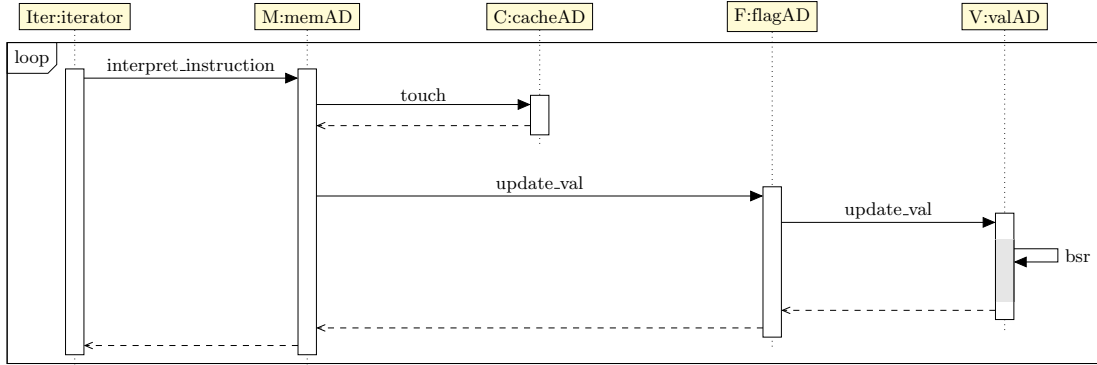 Iter:iterator
M:memAD
C:cacheAD
F:flagAD
V:valAD
loop
interpret_instruction
touch
update_val
update_val
bsr